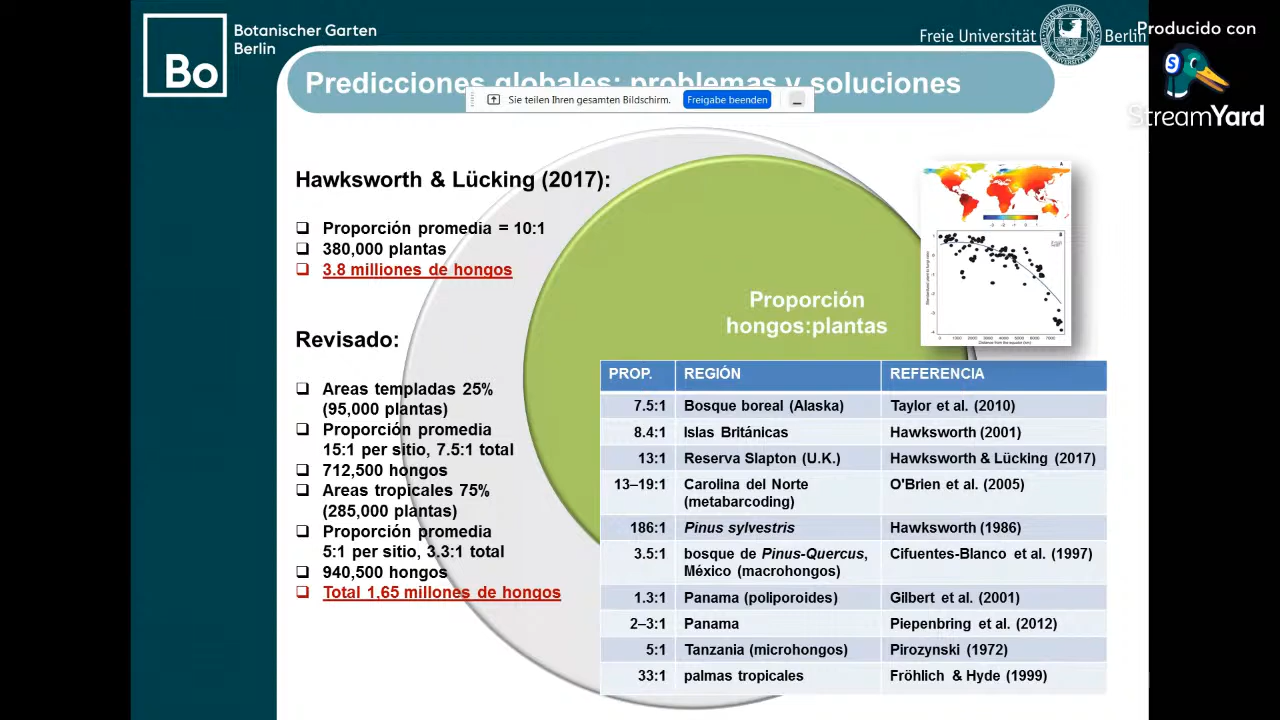 Botanischer Garten
Berlin
Bo
Freie Universität Berlin
Producido con
StreamYard
Predicciones globales: problemas y soluciones
Sie teilen Ihren gesamten Bildschirm. Freigabe beenden
Hawksworth & Lücking (2017):
Proporción promedia = 10:1
380,000 plantas
3.8 milliones de hongos
Revisado:
Areas templadas 25%
(95,000 plantas)
Proporción promedia
15:1 per sitio, 7.5:1 total
712,500 hongos
Areas tropicales 75%
(285,000 plantas)
Proporción promedia
5:1 per sitio, 3.3:1 total
940,500 hongos
Total 1,65 millones de hongos
Proporción
hongos:plantas
PROP. REGIÓN REFERENCIA
7.5:1 Bosque boreal (Alaska) Taylor et al. (2010)
8.4:1 Islas Británicas Hawksworth (2001)
13:1 Reserva Slapton (U.K.) Hawksworth & Lücking (2017)
13–19:1 Carolina del Norte O'Brien et al. (2005)
(metabarcoding)
186:1 Pinus sylvestris Hawksworth (1986)
3.5:1 bosque de Pinus-Quercus, Cifuentes-Blanco et al. (1997)
México (macrohongos)
1.3:1 Panama (poliporoides) Gilbert et al. (2001)
2–3:1 Panama Piepenbring et al. (2012)
5:1 Tanzania (microhongos) Pirozynski (1972)
33:1 palmas tropicales Fröhlich & Hyde (1999)